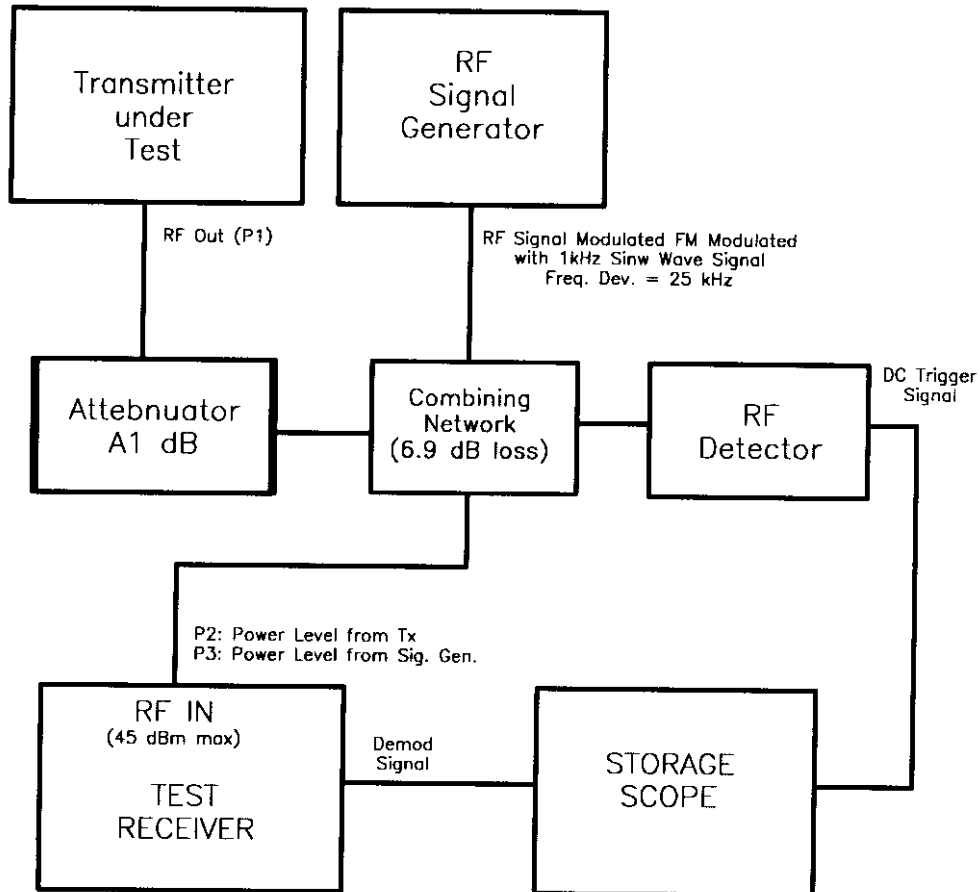 Transmitter
under
Test
RF
Signal
Generator
RF Out (P1)
RF Signal Modulated FM Modulated
with 1kHz Sinw Wave Signal
Freq. Dev. = 25 kHz
Attebnuator
A1 dB
Combining
Network
(6.9 dB loss)
RF
Detector
DC Trigger
Signal
P2: Power Level from Tx
P3: Power Level from Sig. Gen.
RF IN
(45 dBm max)
TEST
RECEIVER
Demod
Signal
STORAGE
SCOPE